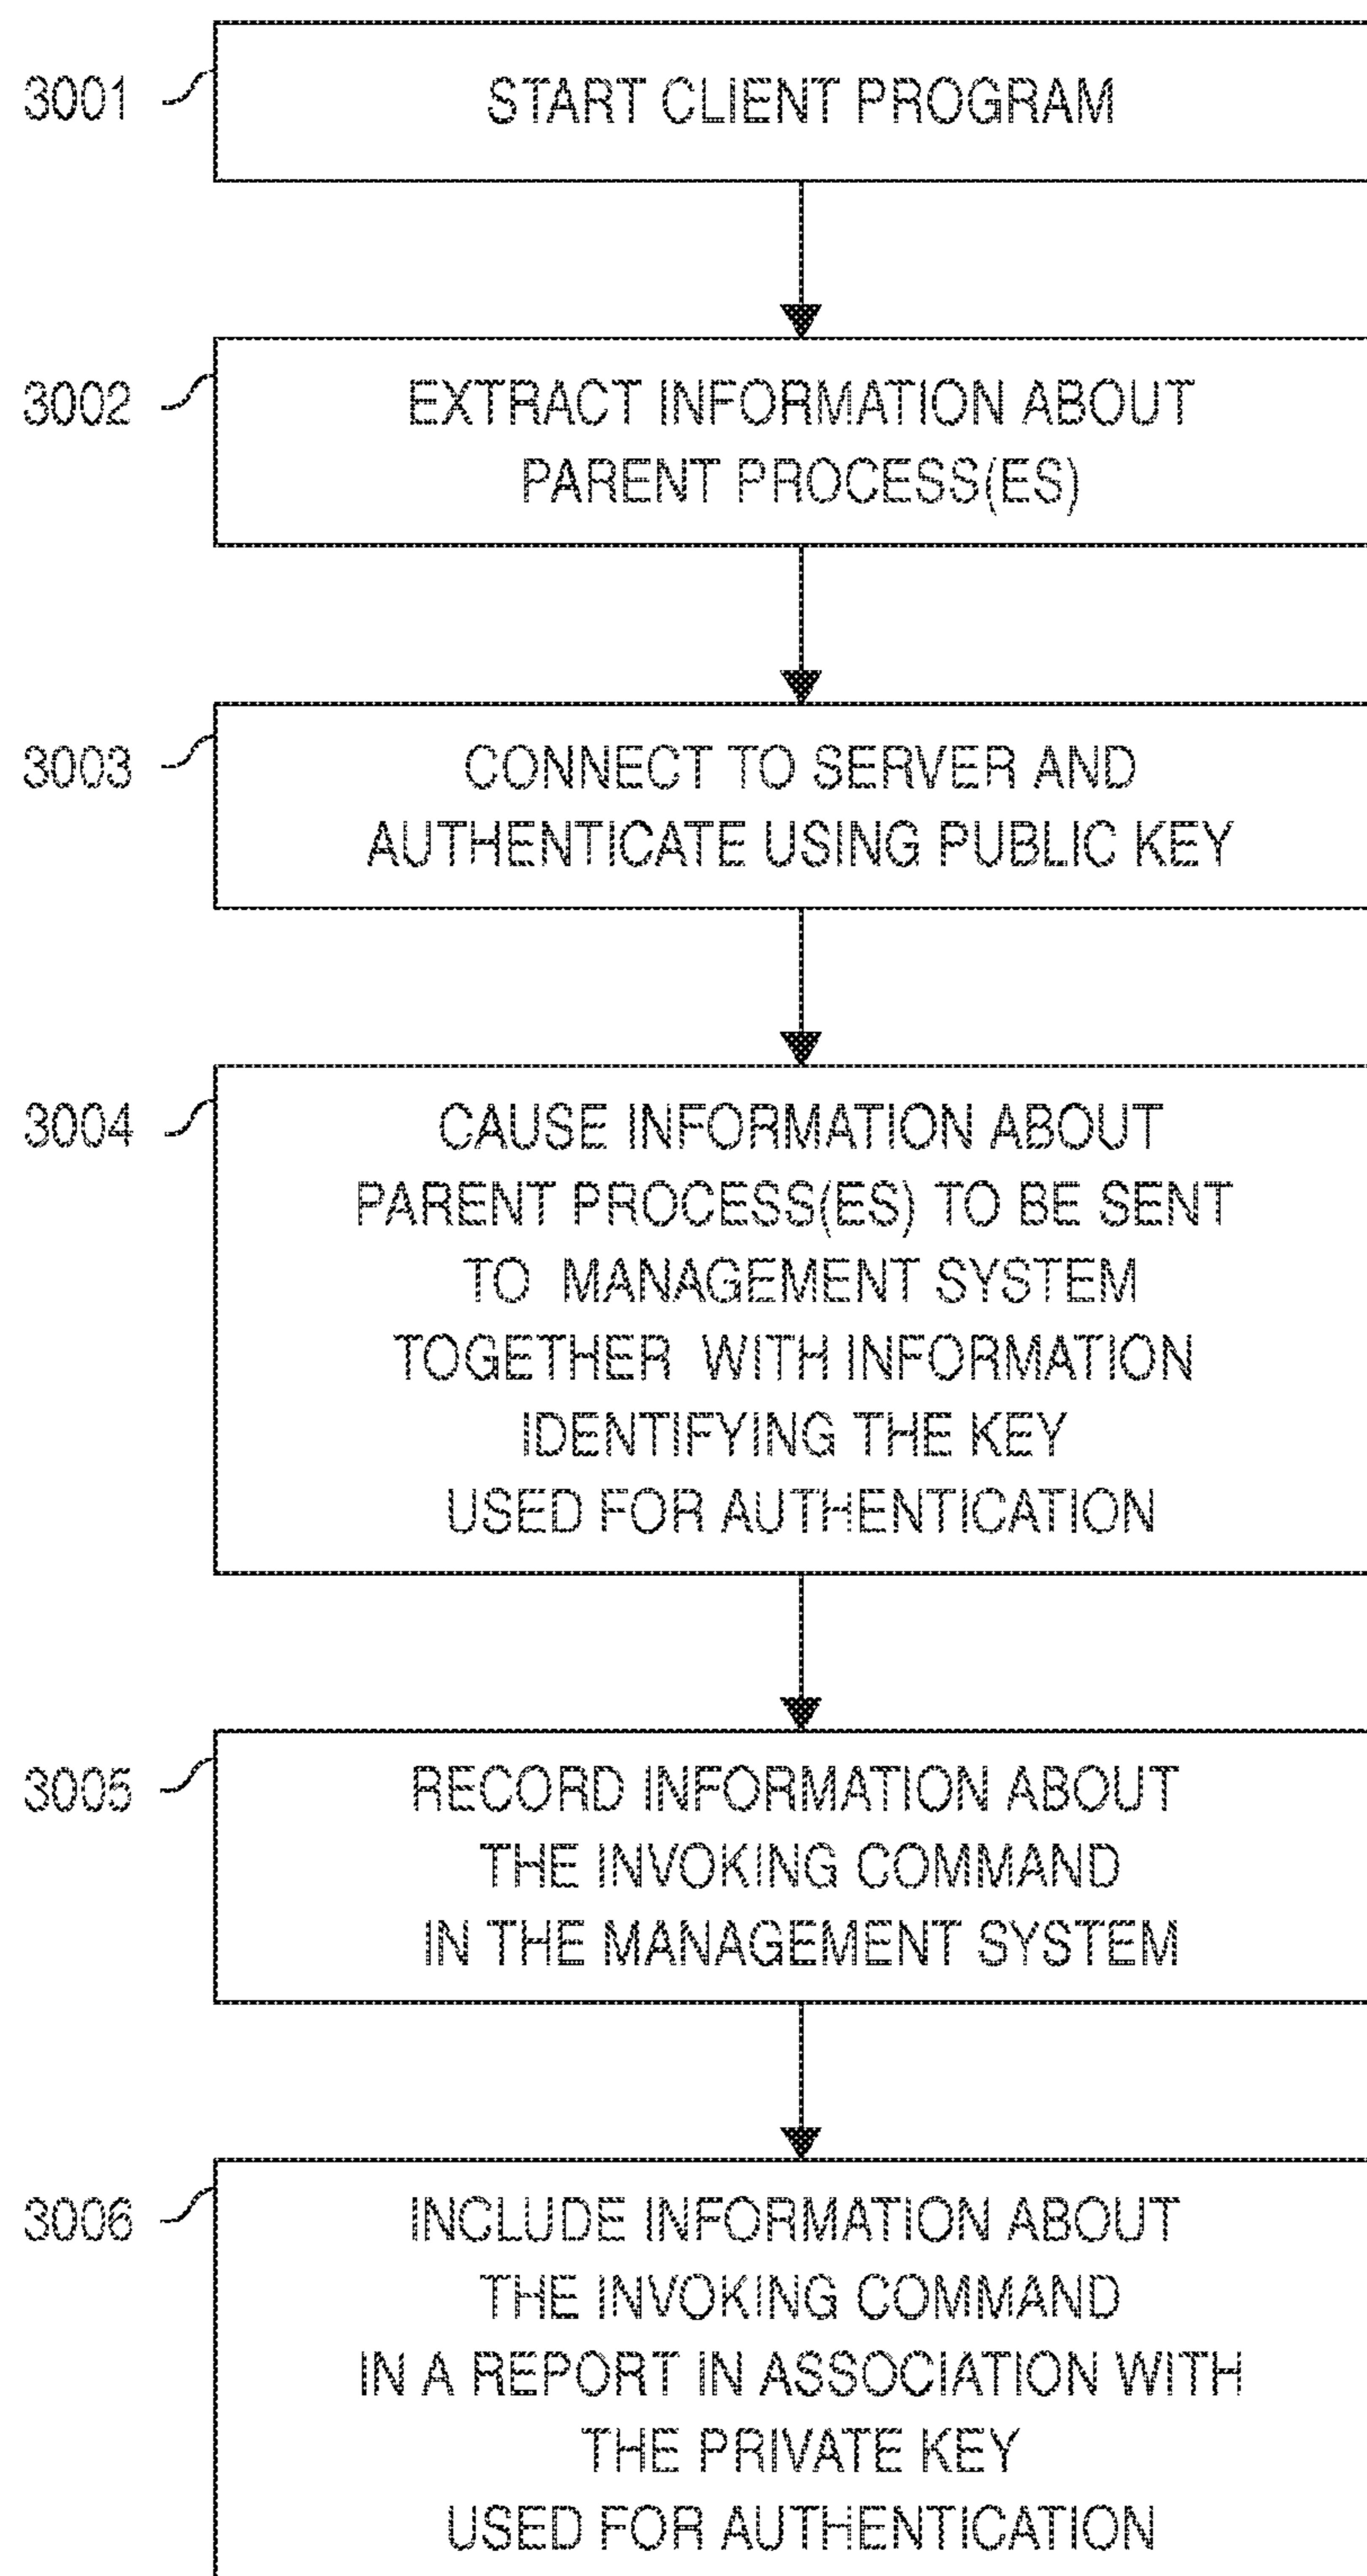 3001
START CLIENT PROGRAM
3002
EXTRACT INFORMATION ABOUT
PARENT PROCESS(ES)
3003
CONNECT TO SERVER AND
AUTHENTICATE USING PUBLIC KEY
3004
CAUSE INFORMATION ABOUT
PARENT PROCESS(ES) TO BE SENT
TO MANAGEMENT SYSTEM
TOGETHER WITH INFORMATION
IDENTIFYING THE KEY
USED FOR AUTHENTICATION
3005
RECORD INFORMATION ABOUT
THE INVOKING COMMAND
IN THE MANAGEMENT SYSTEM
3006
INCLUDE INFORMATION ABOUT
THE INVOKING COMMAND
IN A REPORT IN ASSOCIATION WITH
THE PRIVATE KEY
USED FOR AUTHENTICATION